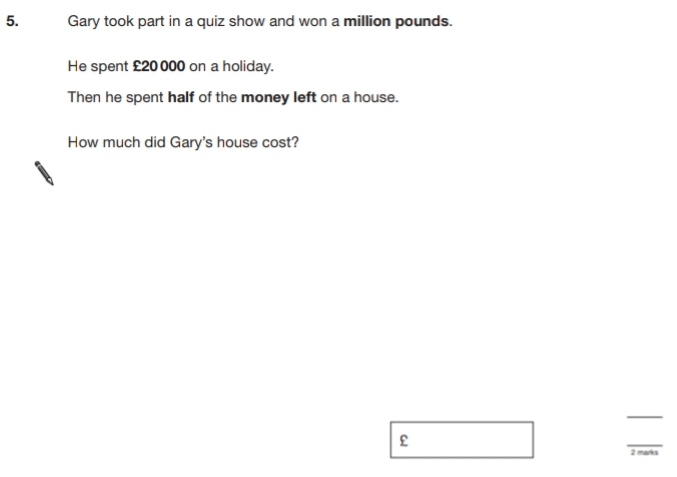 5. Gary took part in a quiz show and won a million pounds.
He spent £20 000 on a holiday.
Then he spent half of the money left on a house.
How much did Gary's house cost?
£
2 marks